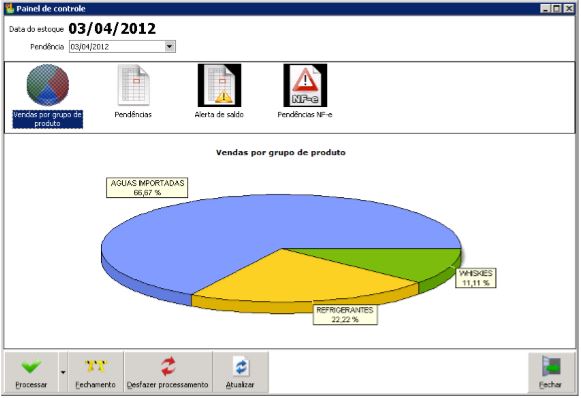 Painel de controle
Data do estoque 03/04/2012
Pendência 03/04/2012
Vendas por grupo de
produto
Pendências
Alerta de saldo
NF-e
Pendências NF-e
Vendas por grupo de produto
AGUAS IMPORTADAS
66,67 %
WHISKIES
11,11 %
REFRIGERANTES
22,22 %
Processar
Fechamento
Desfazer processamento
Atualizar
Fechar